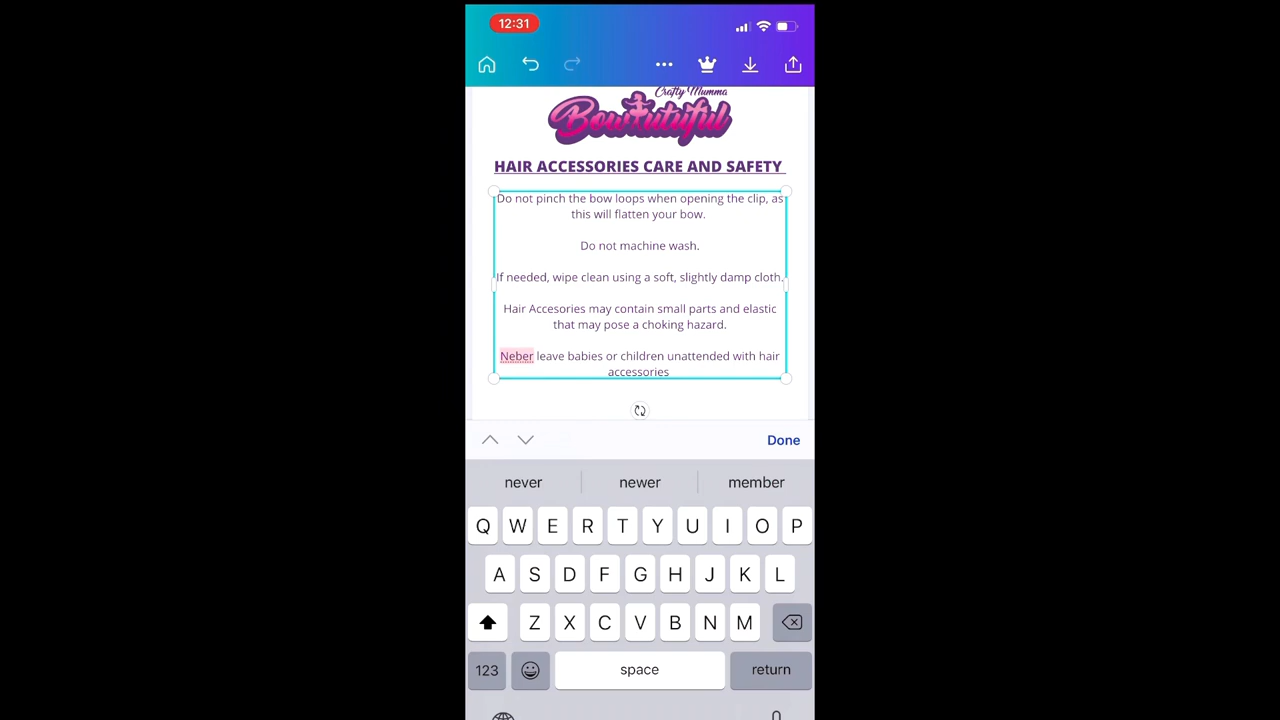 12:31
Crafty Mumma
Bowtutuful
HAIR ACCESSORIES CARE AND SAFETY
Do not pinch the bow loops when opening the clip, as
this will flatten your bow.
Do not machine wash.
If needed, wipe clean using a soft, slightly damp cloth.
Hair Accesories may contain small parts and elastic
that may pose a choking hazard.
Neber leave babies or children unattended with hair
accessories
Done
never newer member
Q W E R T Y U I O P
A S D F G H J K L
Z X C V B N M
123 space return